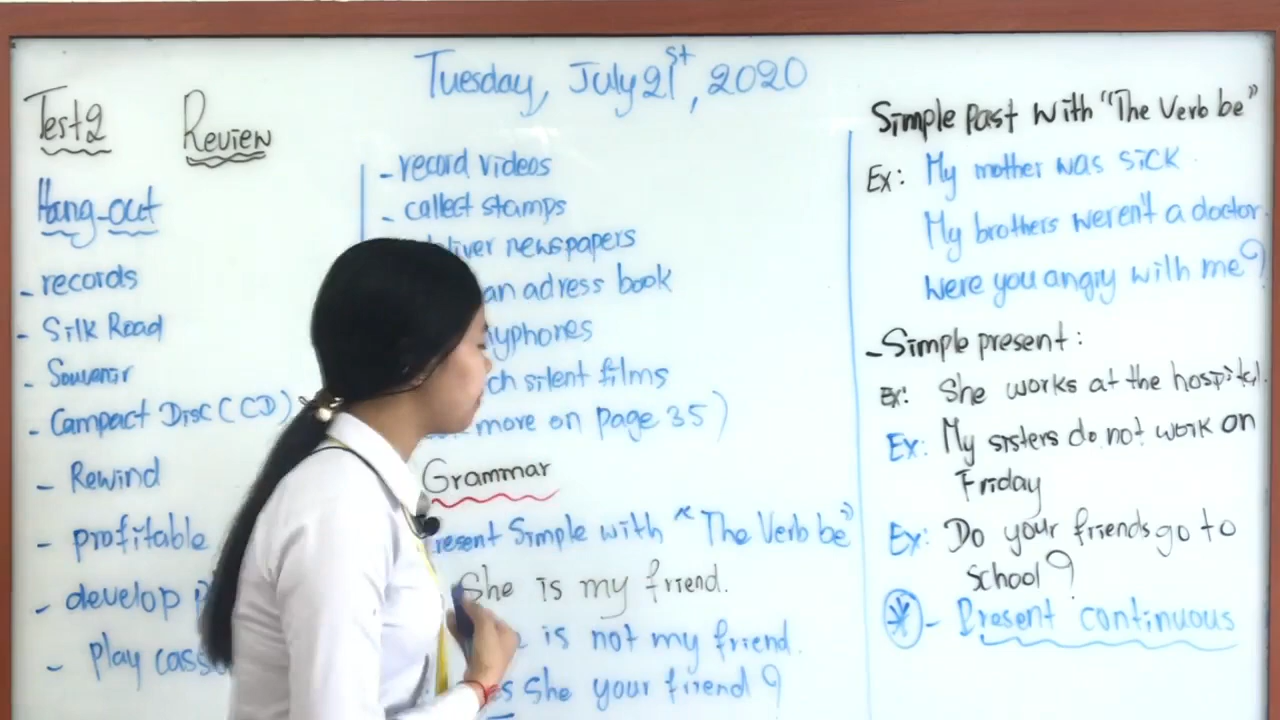 Tuesday, July 21st, 2020
Test 2 Review
Hang-out
- records
- Silk Road
- Souvenir
- Compact Disc (CD)
- Rewind
- profitable
- develop
- play
- record videos
- collect stamps
newspapers
an adress book
silent films
more on page 35)
Grammar
Simple with "The Verb be"
She is my friend.
is not my friend.
She your friend?
Simple Past with "The Verb be"
Ex: My mother was sick.
My brothers weren't a doctor.
Were you angry with me?
- Simple present:
Ex: She works at the hospital.
Ex: My sisters do not work on
Friday
Ex: Do your friends go to
school?
* - Present continuous